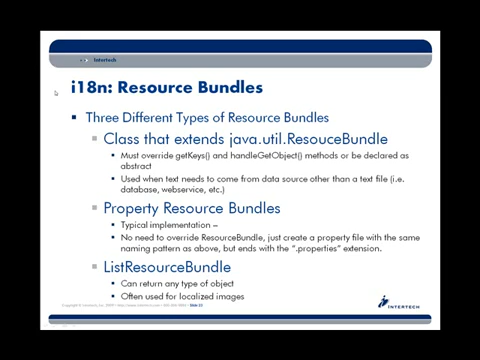 Intertech
i18n: Resource Bundles
Three Different Types of Resource Bundles
Class that extends java.util.ResouceBundle
Must override getKeys() and handleGetObject() methods or be declared as
abstract
Used when text needs to come from data source other than a text file (i.e.
database, webservice, etc.)
Property Resource Bundles
Typical implementation –
No need to override ResourceBundle, just create a property file with the same
naming pattern as above, but ends with the ".properties" extension.
ListResourceBundle
Can return any type of object
Often used for localized images
INTERTECH